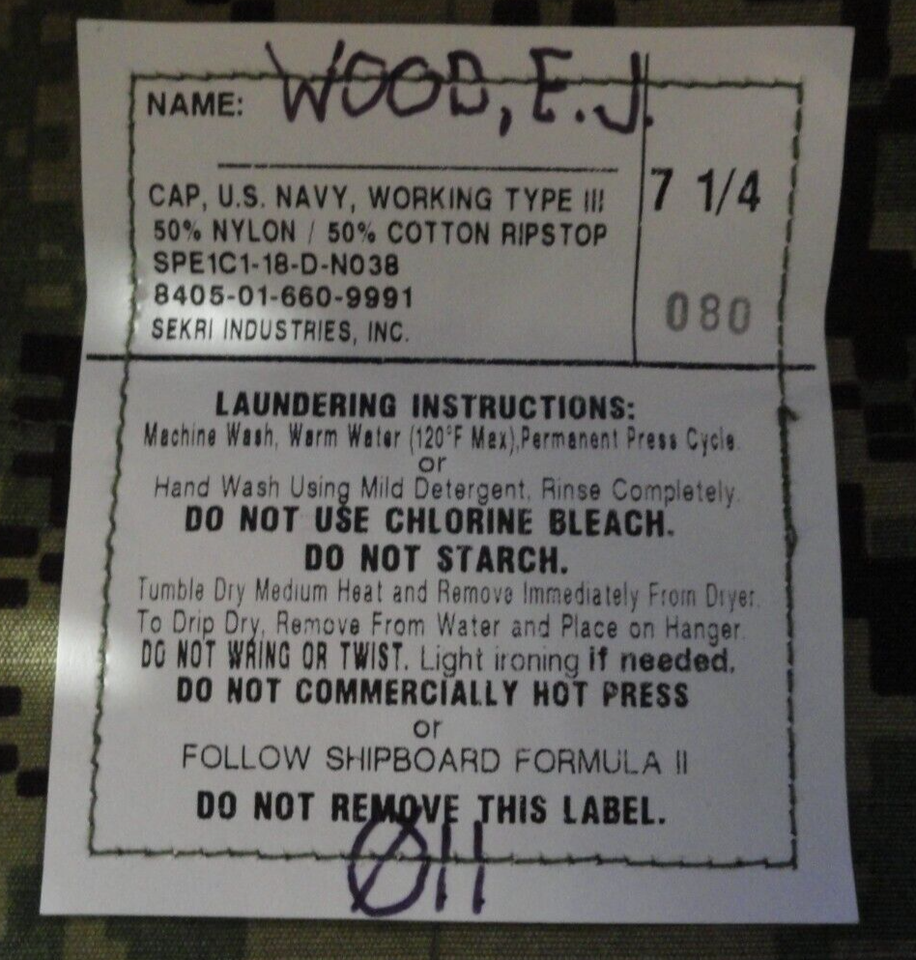 NAME: WOOD, E.J.
CAP, U.S. NAVY, WORKING TYPE III
50% NYLON / 50% COTTON RIPSTOP
SPE1C1-18-D-N038
8405-01-660-9991
SEKRI INDUSTRIES, INC.
7 1/4
080
LAUNDERING INSTRUCTIONS:
Machine Wash, Warm Water (120°F Max),Permanent Press Cycle.
or
Hand Wash Using Mild Detergent, Rinse Completely.
DO NOT USE CHLORINE BLEACH.
DO NOT STARCH.
Tumble Dry Medium Heat and Remove Immediately From Dryer.
To Drip Dry, Remove From Water and Place on Hanger.
DO NOT WRING OR TWIST. Light ironing if needed.
DO NOT COMMERCIALLY HOT PRESS
or
FOLLOW SHIPBOARD FORMULA II
DO NOT REMOVE THIS LABEL.
Ø11